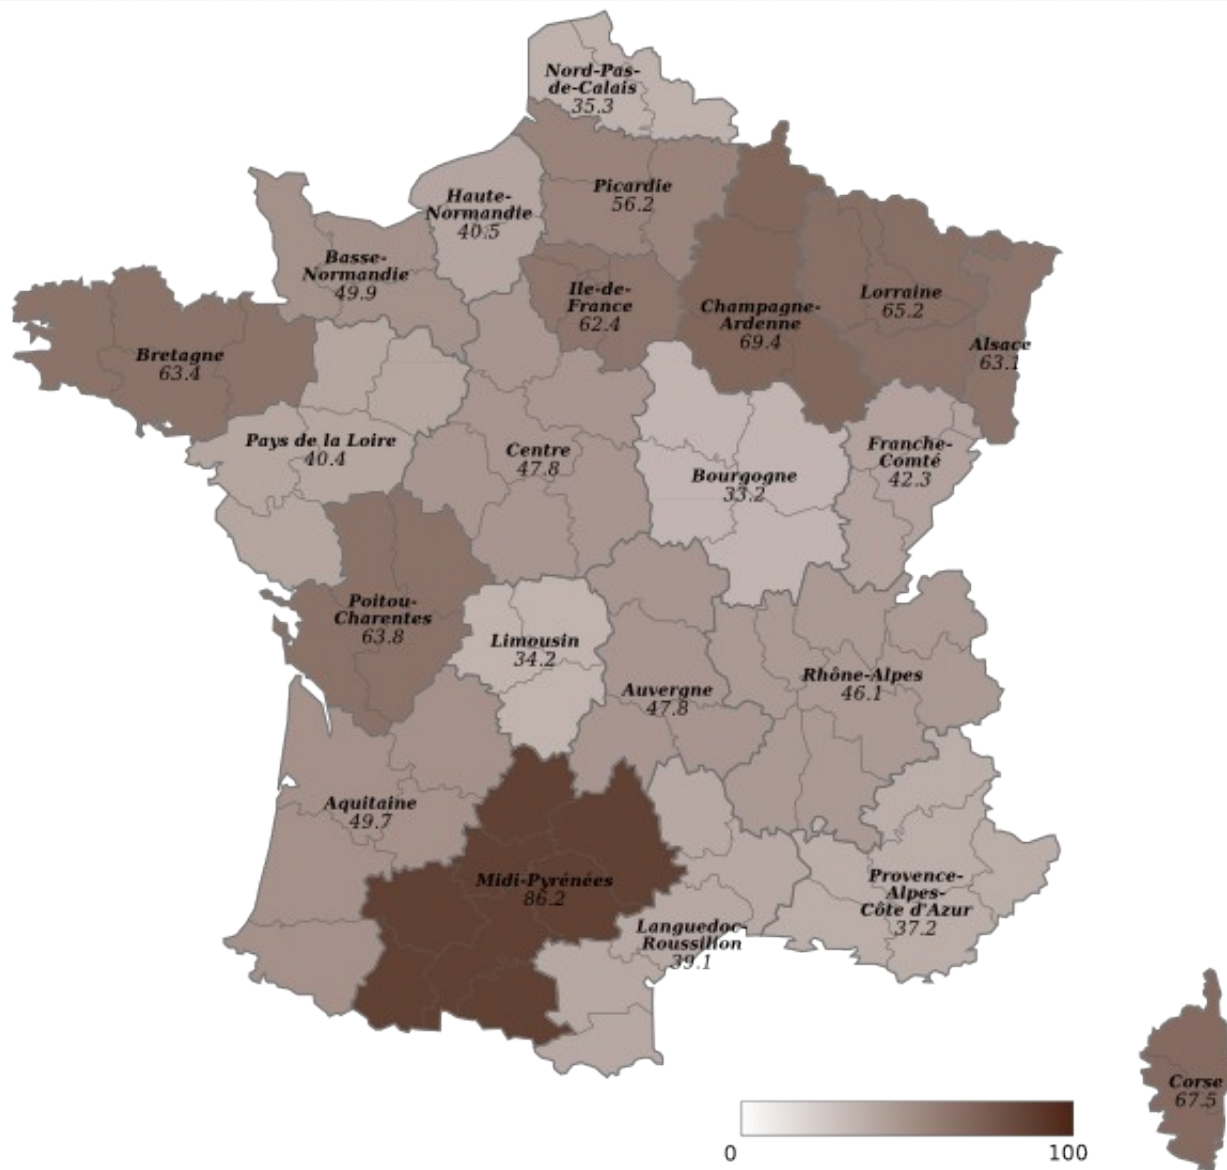 Nord-Pas-
de-Calais
35.3
Picardie
56.2
Haute-
Normandie
40.5
Basse-
Normandie
49.9
Ile-de-
France
62.4
Champagne-
Ardenne
69.4
Lorraine
65.2
Alsace
63.1
Bretagne
63.4
Pays de la Loire
40.4
Centre
47.8
Bourgogne
33.2
Franche-
Comté
42.3
Poitou-
Charentes
63.8
Limousin
34.2
Auvergne
47.8
Rhône-Alpes
46.1
Aquitaine
49.7
Midi-Pyrénées
86.2
Languedoc-
Roussillon
39.1
Provence-
Alpes-
Côte d'Azur
37.2
Corse
67.5
0
100